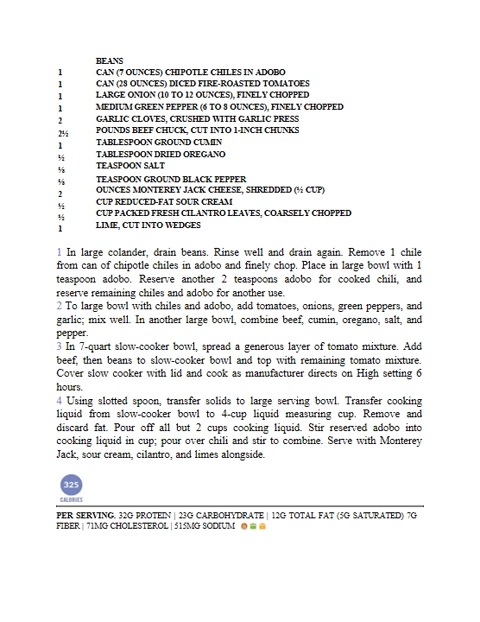 BEANS
1 CAN (7 OUNCES) CHIPOTLE CHILES IN ADOBO
1 CAN (28 OUNCES) DICED FIRE-ROASTED TOMATOES
1 LARGE ONION (10 TO 12 OUNCES), FINELY CHOPPED
1 MEDIUM GREEN PEPPER (6 TO 8 OUNCES), FINELY CHOPPED
2 GARLIC CLOVES, CRUSHED WITH GARLIC PRESS
2½ POUNDS BEEF CHUCK, CUT INTO 1-INCH CHUNKS
1 TABLESPOON GROUND CUMIN
½ TABLESPOON DRIED OREGANO
⅛ TEASPOON SALT
⅛ TEASPOON GROUND BLACK PEPPER
2 OUNCES MONTEREY JACK CHEESE, SHREDDED (½ CUP)
½ CUP REDUCED-FAT SOUR CREAM
½ CUP PACKED FRESH CILANTRO LEAVES, COARSELY CHOPPED
1 LIME, CUT INTO WEDGES
1 In large colander, drain beans. Rinse well and drain again. Remove 1 chile
from can of chipotle chiles in adobo and finely chop. Place in large bowl with 1
teaspoon adobo. Reserve another 2 teaspoons adobo for cooked chili, and
reserve remaining chiles and adobo for another use.
2 To large bowl with chiles and adobo, add tomatoes, onions, green peppers, and
garlic; mix well. In another large bowl, combine beef, cumin, oregano, salt, and
pepper.
3 In 7-quart slow-cooker bowl, spread a generous layer of tomato mixture. Add
beef, then beans to slow-cooker bowl and top with remaining tomato mixture.
Cover slow cooker with lid and cook as manufacturer directs on High setting 6
hours.
4 Using slotted spoon, transfer solids to large serving bowl. Transfer cooking
liquid from slow-cooker bowl to 4-cup liquid measuring cup. Remove and
discard fat. Pour off all but 2 cups cooking liquid. Stir reserved adobo into
cooking liquid in cup; pour over chili and stir to combine. Serve with Monterey
Jack, sour cream, cilantro, and limes alongside.
325
CALORIES
PER SERVING. 32G PROTEIN | 23G CARBOHYDRATE | 12G TOTAL FAT (5G SATURATED) 7G
FIBER | 71MG CHOLESTEROL | 515MG SODIUM